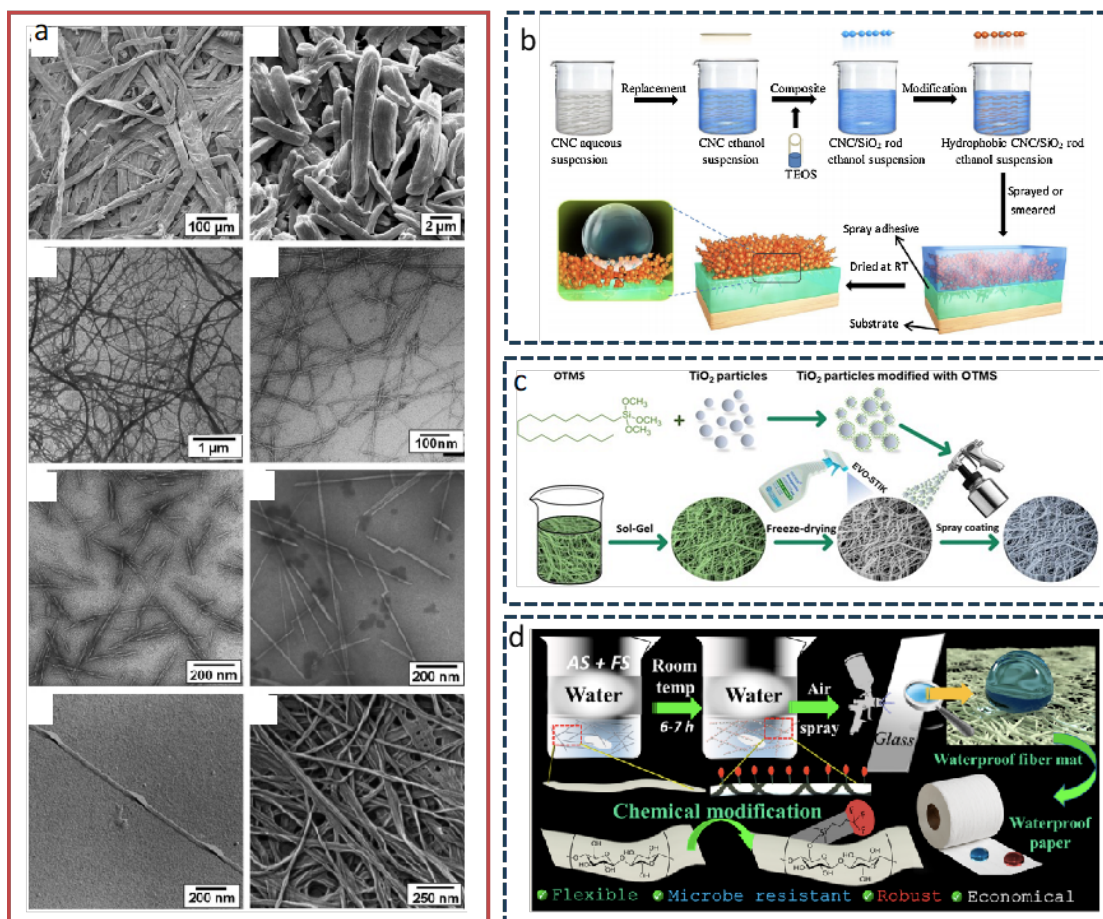 a
100 µm
2 µm
1 µm
100nm
200 nm
200 nm
200 nm
250 nm
b
Replacement
Composite
Modification
CNC aqueous
suspension
CNC ethanol
suspension
TEOS
CNC/SiO₂ rod
ethanol suspension
Hydrophobic CNC/SiO₂ rod
ethanol suspension
Sprayed or
smeared
Spray adhesive
Dried at RT
Substrate
c
OTMS
TiO₂ particles
TiO₂ particles modified with OTMS
OCH₃
Si
OCH₃
OCH₃
+
EVO-STIK
Sol-Gel
Freeze-drying
Spray coating
d
AS + FS
Water
Room
temp
6-7 h
Water
Air
spray
Glass
Waterproof fiber mat
Chemical modification
Waterproof
paper
Flexible
Microbe resistant
Robust
Economical